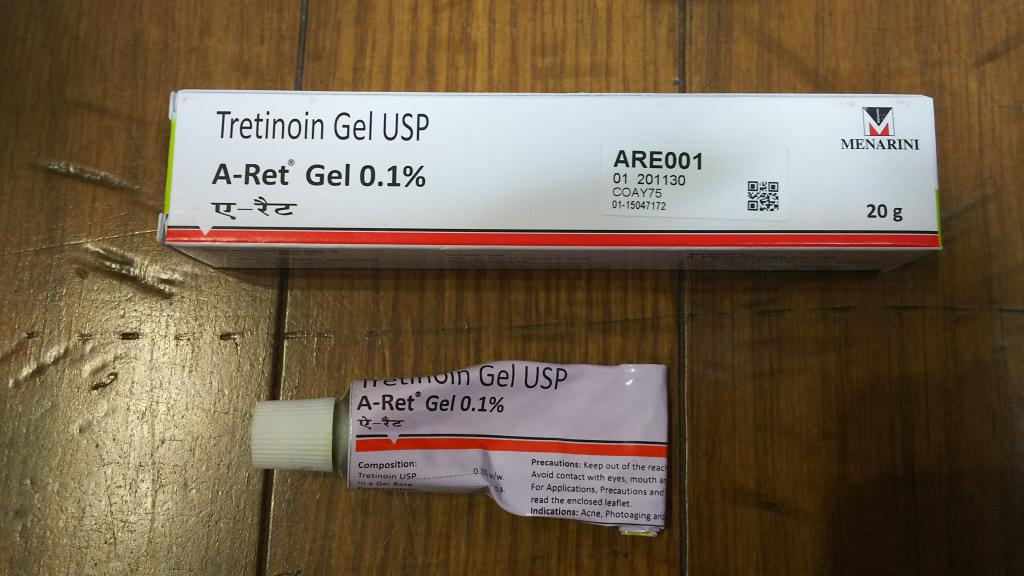 Tretinoin Gel USP
A-Ret® Gel 0.1%
ए-रैट
ARE001
01 201130
COAY75
01-15047172
MENARINI
20 g
Tretinoin Gel USP
A-Ret® Gel 0.1%
ऐ-रैट
Composition:
Tretinoin USP
In a Gel Base
Precautions: Keep out of the reach
Avoid contact with eyes, mouth
For Applications, Precautions and
read the enclosed leaflet.
Indications: Acne, Photoaging